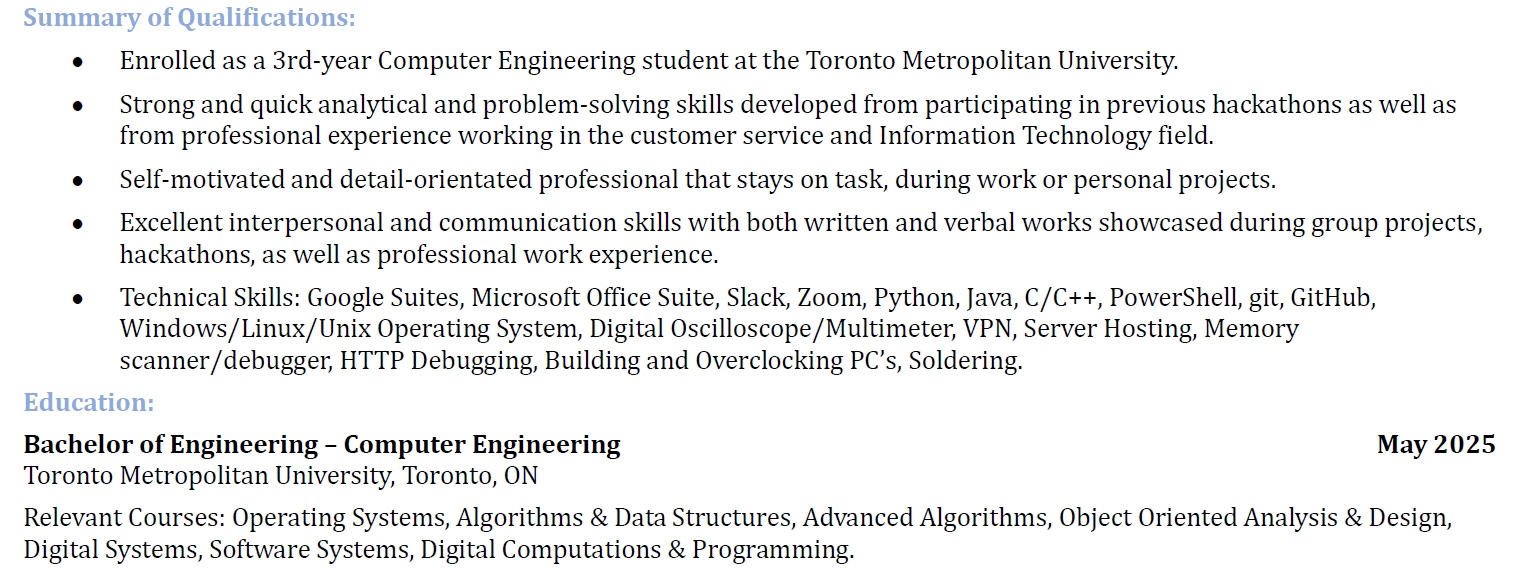 Summary of Qualifications:
● Enrolled as a 3rd-year Computer Engineering student at the Toronto Metropolitan University.
● Strong and quick analytical and problem-solving skills developed from participating in previous hackathons as well as
from professional experience working in the customer service and Information Technology field.
● Self-motivated and detail-orientated professional that stays on task, during work or personal projects.
● Excellent interpersonal and communication skills with both written and verbal works showcased during group projects,
hackathons, as well as professional work experience.
● Technical Skills: Google Suites, Microsoft Office Suite, Slack, Zoom, Python, Java, C/C++, PowerShell, git, GitHub,
Windows/Linux/Unix Operating System, Digital Oscilloscope/Multimeter, VPN, Server Hosting, Memory
scanner/debugger, HTTP Debugging, Building and Overclocking PC’s, Soldering.
Education:
Bachelor of Engineering – Computer Engineering May 2025
Toronto Metropolitan University, Toronto, ON
Relevant Courses: Operating Systems, Algorithms & Data Structures, Advanced Algorithms, Object Oriented Analysis & Design,
Digital Systems, Software Systems, Digital Computations & Programming.